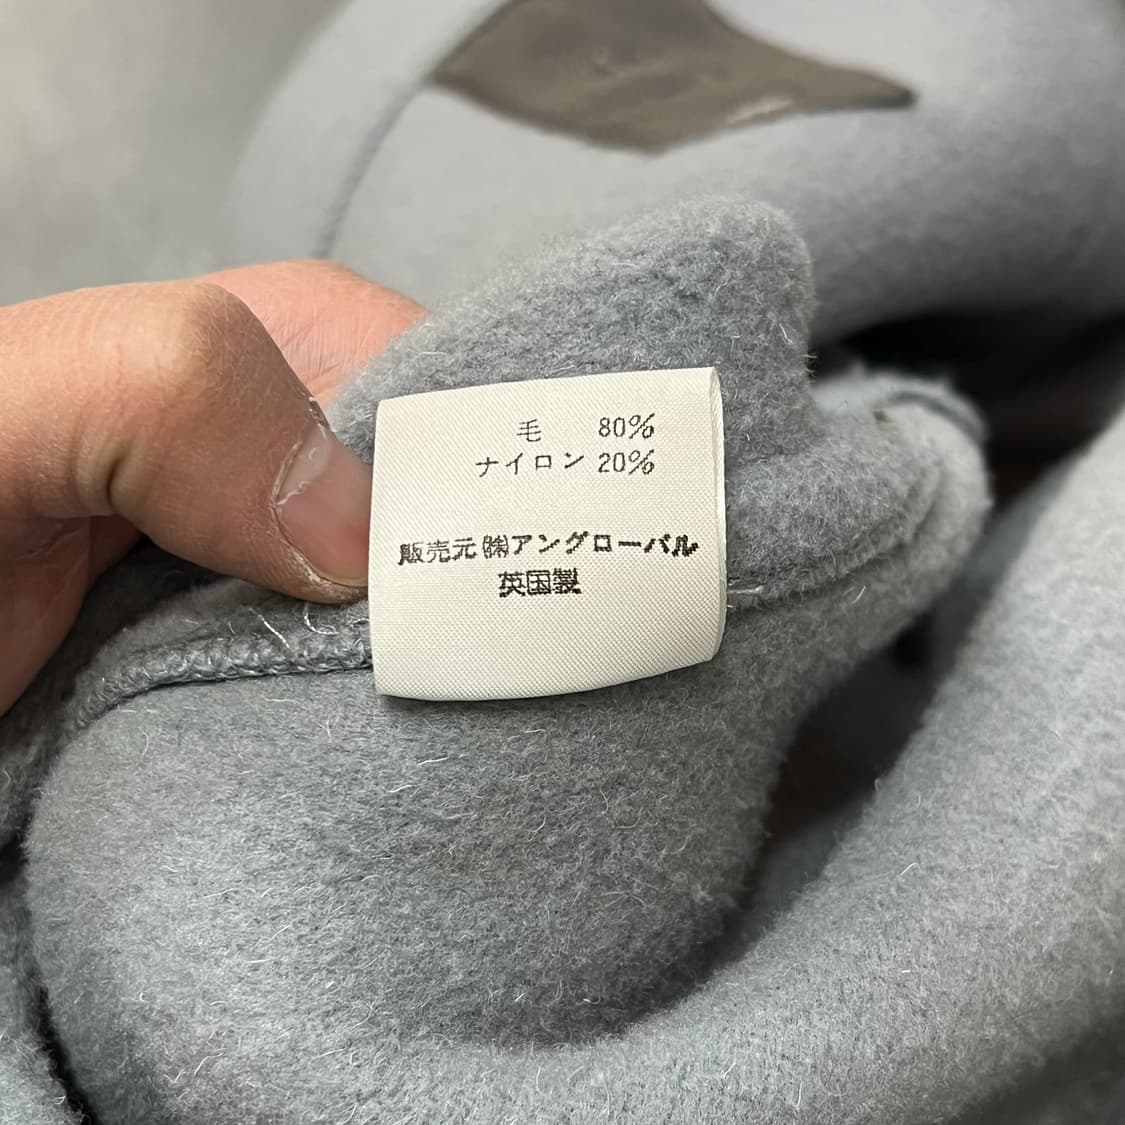 毛 80%
ナイロン 20%
販売元㈱アングローバル
英国製